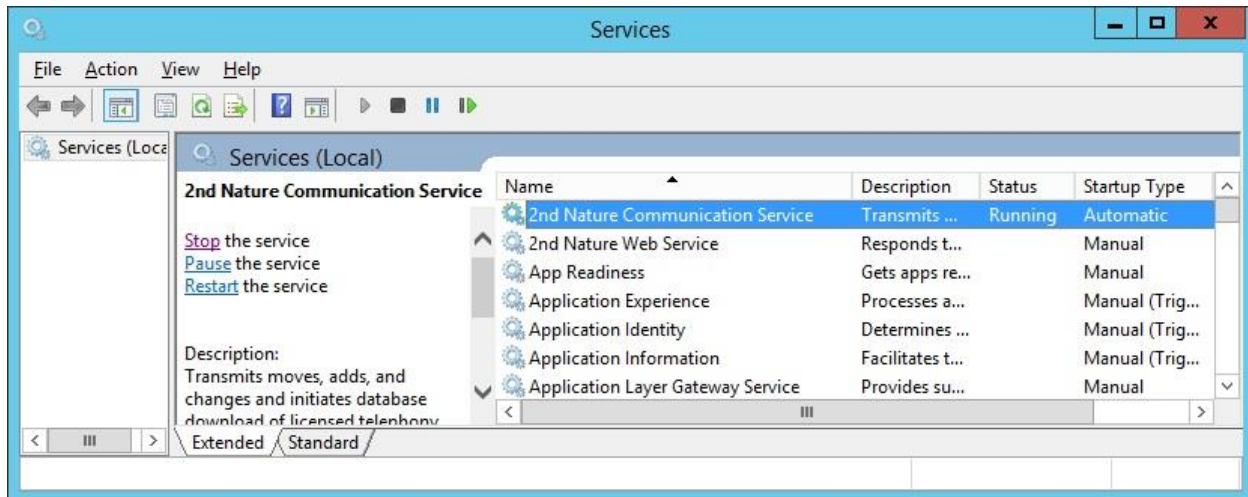 Services
File Action View Help
Services (Loca
Services (Local)
2nd Nature Communication Service
Stop the service
Pause the service
Restart the service
Description:
Transmits moves, adds, and
changes and initiates database
download of licensed telephony
Name Description Status Startup Type
2nd Nature Communication Service Transmits ... Running Automatic
2nd Nature Web Service Responds t... Manual
App Readiness Gets apps re... Manual
Application Experience Processes a... Manual (Trig...
Application Identity Determines ... Manual (Trig...
Application Information Facilitates t... Manual (Trig...
Application Layer Gateway Service Provides su... Manual
Extended Standard